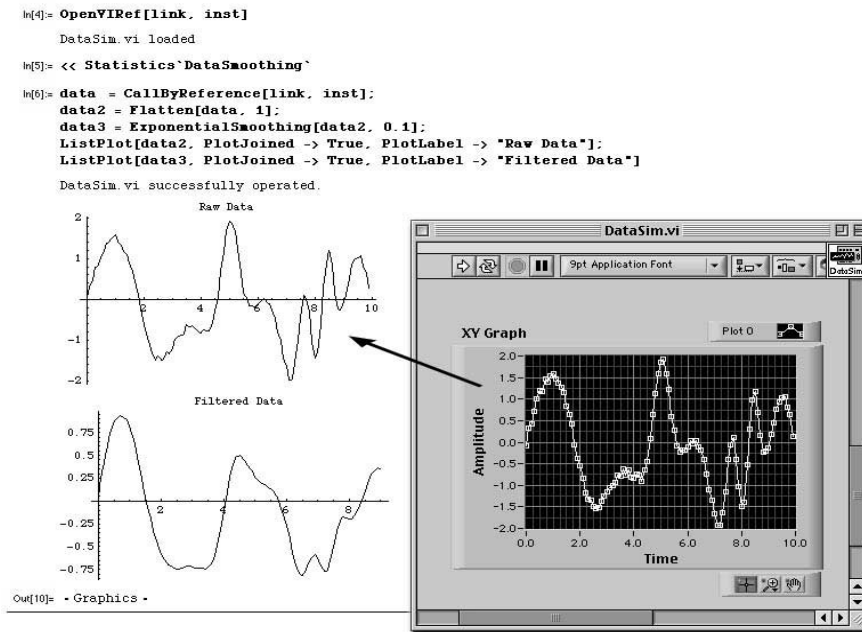 In[4]:= OpenVIRef[link, inst]
DataSim.vi loaded
In[5]:= << Statistics`DataSmoothing`
In[6]:= data = CallByReference[link, inst];
data2 = Flatten[data, 1];
data3 = ExponentialSmoothing[data2, 0.1];
ListPlot[data2, PlotJoined -> True, PlotLabel -> "Raw Data"];
ListPlot[data3, PlotJoined -> True, PlotLabel -> "Filtered Data"]
DataSim.vi successfully operated.
Raw Data
2
1
-1
-2
2 4 6 8 10
Filtered Data
0.75
0.5
0.25
-0.25
-0.5
-0.75
2 4 6 8
Out[10]= - Graphics -
DataSim.vi
9pt Application Font
DataSim
XY Graph
Plot 0
Amplitude
2.0
1.5
1.0
0.5
0.0
-0.5
-1.0
-1.5
-2.0
0.0 2.0 4.0 6.0 8.0 10.0
Time